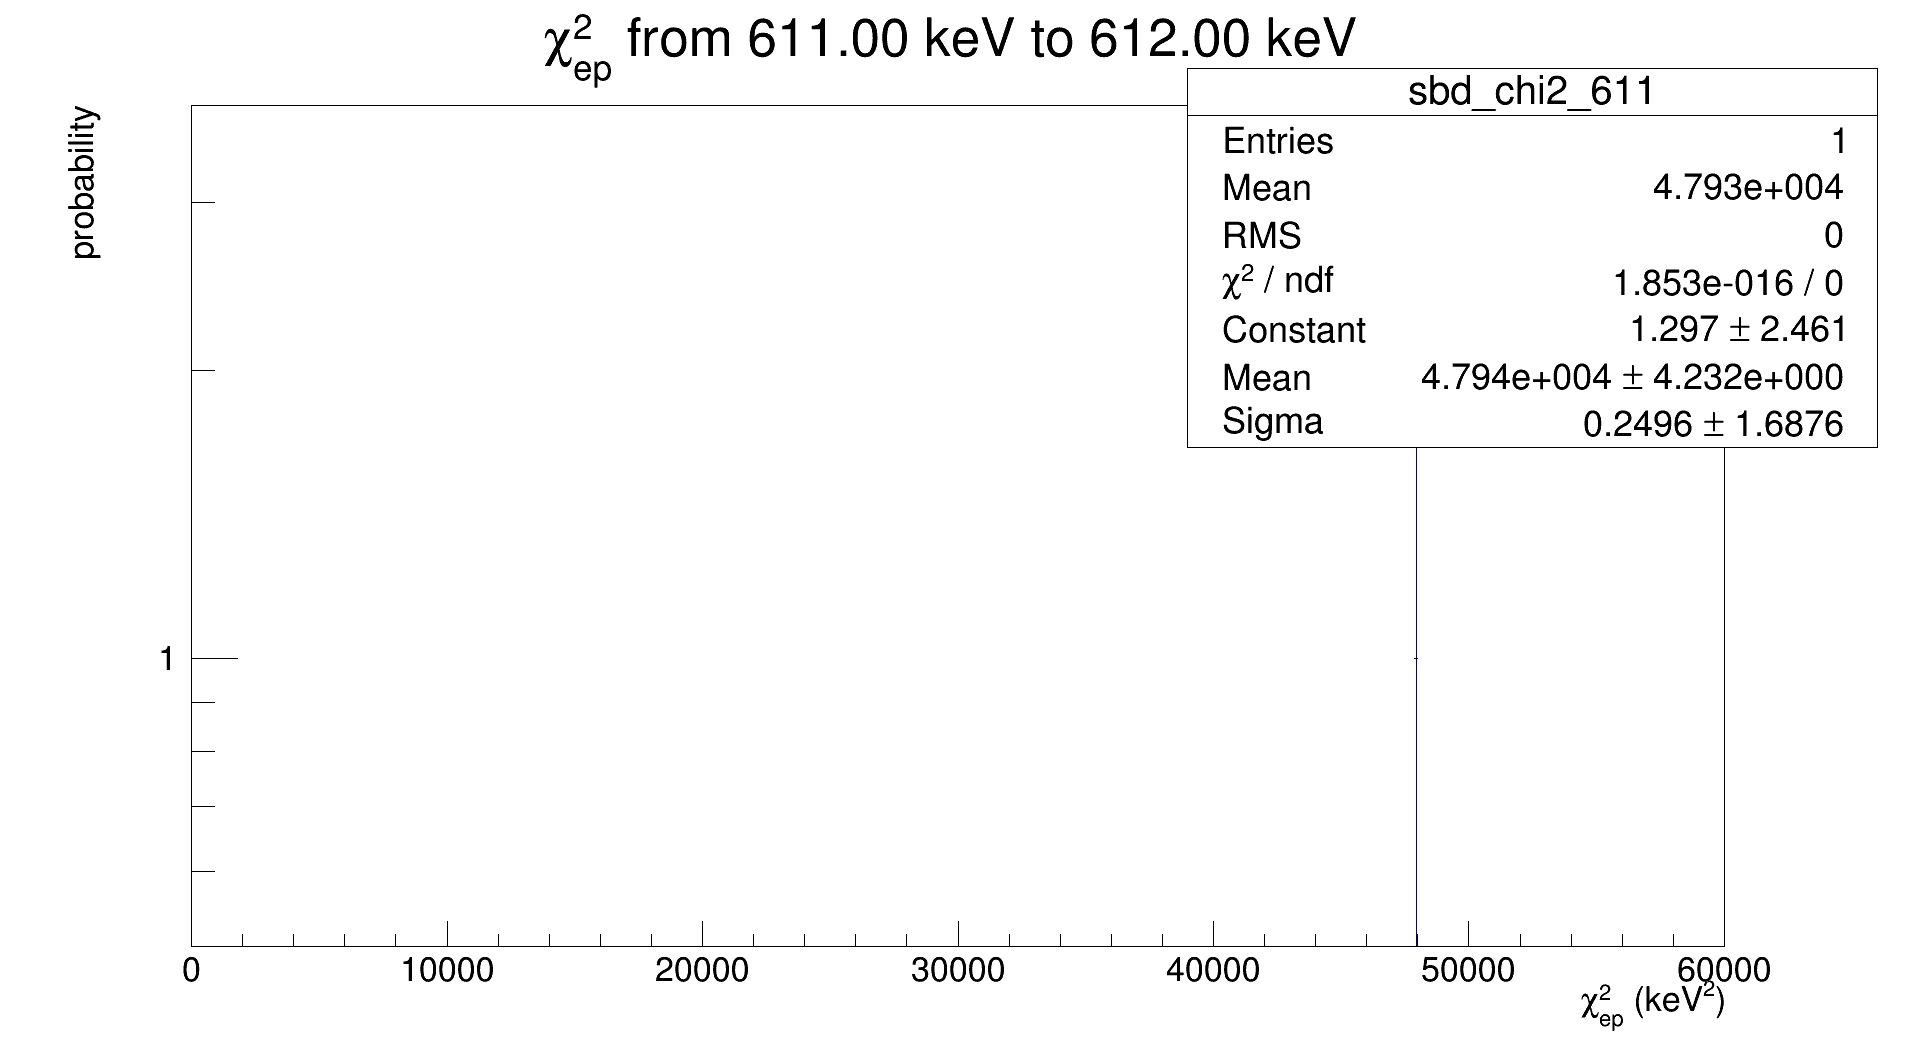 χ²ep from 611.00 keV to 612.00 keV
probability
sbd_chi2_611
Entries 1
Mean 4.793e+004
RMS 0
χ² / ndf 1.853e-016 / 0
Constant 1.297 ± 2.461
Mean 4.794e+004 ± 4.232e+000
Sigma 0.2496 ± 1.6876
1
0 10000 20000 30000 40000 50000 60000
χ²ep (keV²)